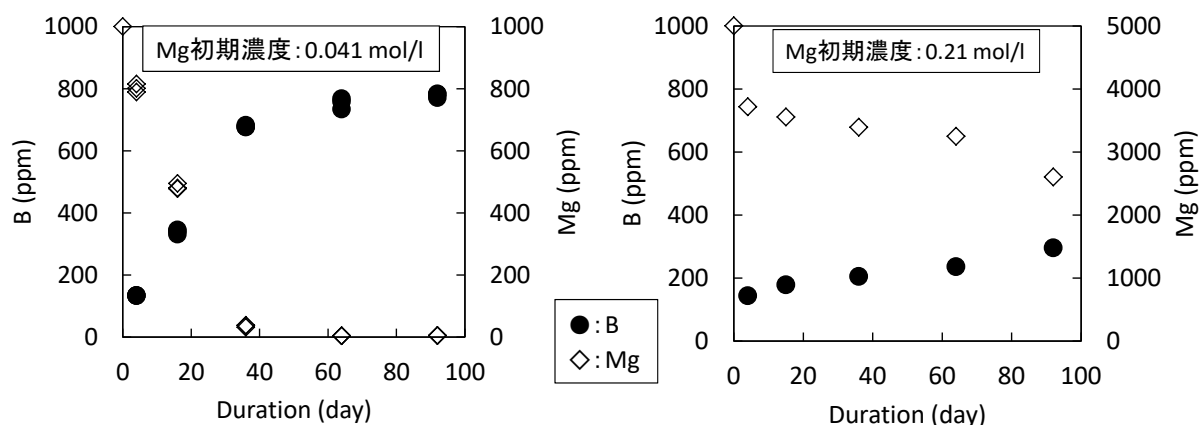 Mg初期濃度：0.041 mol/l
B (ppm)
1000
800
600
400
200
0
0 20 40 60 80 100
Duration (day)
1000
800
600
400
200
0
Mg (ppm)
●: B
◇: Mg
Mg初期濃度：0.21 mol/l
B (ppm)
1000
800
600
400
200
0
0 20 40 60 80 100
Duration (day)
5000
4000
3000
2000
1000
0
Mg (ppm)